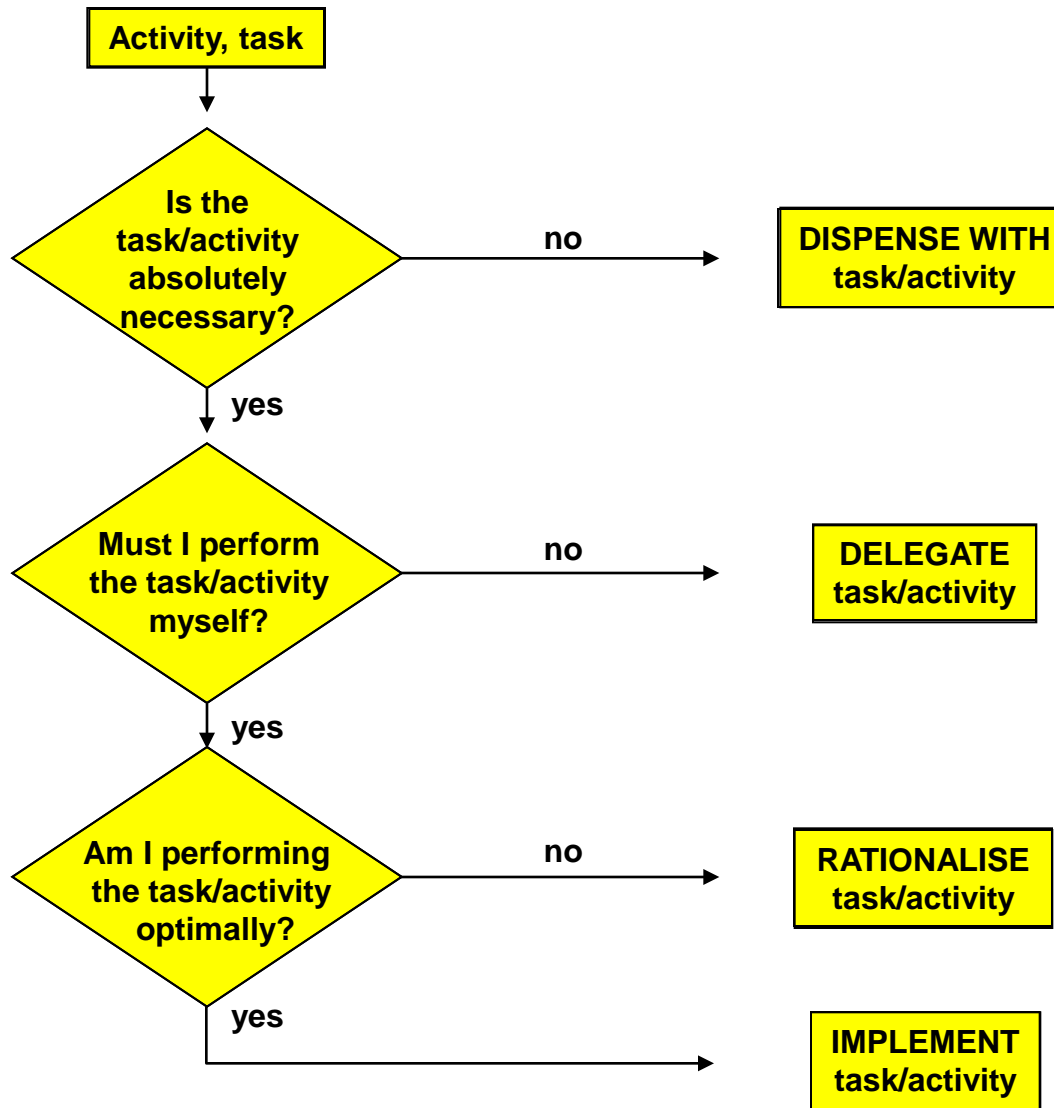 Activity, task
Is the
task/activity
absolutely
necessary?
no
DISPENSE WITH
task/activity
yes
Must I perform
the task/activity
myself?
no
DELEGATE
task/activity
yes
Am I performing
the task/activity
optimally?
no
RATIONALISE
task/activity
yes
IMPLEMENT
task/activity